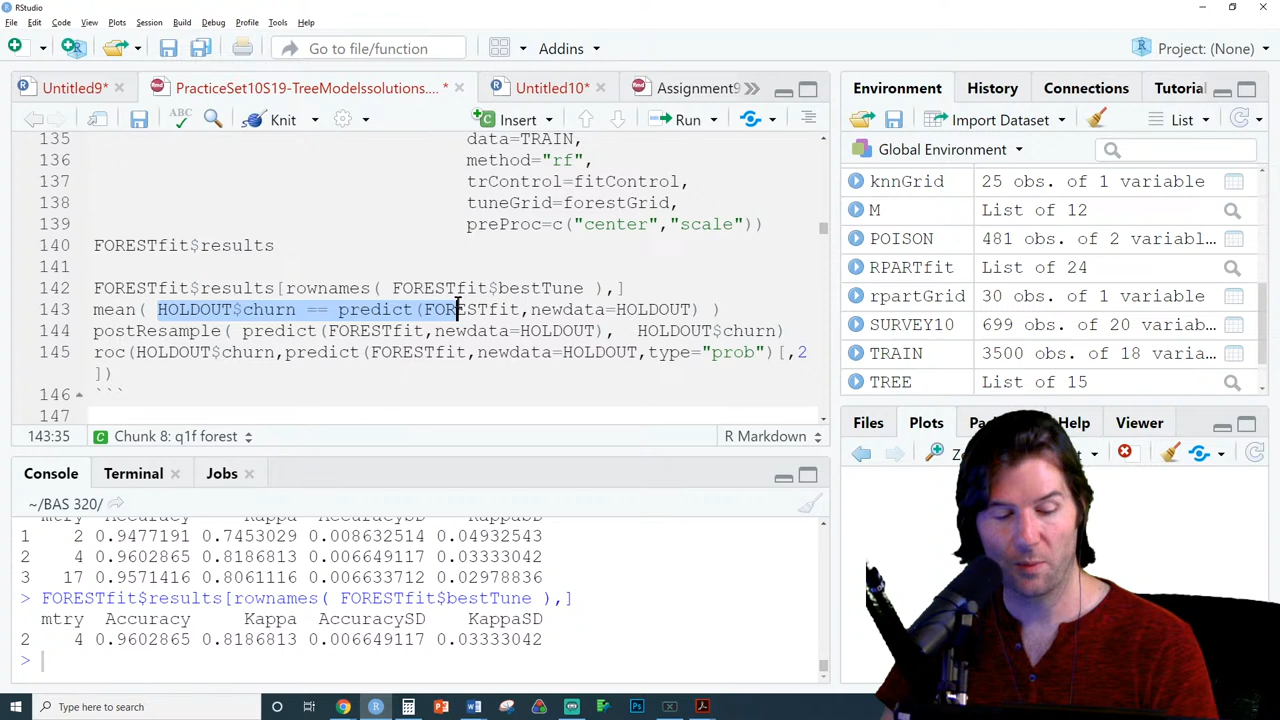 RStudio
File Edit Code View Plots Session Build Debug Profile Tools Help
Go to file/function Addins Project: (None)
Untitled9* PracticeSet10S19-TreeModelssolutions....* Untitled10* Assignment9
Environment History Connections Tutorial
ABC Knit Insert Run
Import Dataset List
Global Environment
135 data=TRAIN,
136 method="rf",
137 trControl=fitControl,
138 tuneGrid=forestGrid,
139 preProc=c("center","scale"))
140 FORESTfit$results
141
142 FORESTfit$results[rownames( FORESTfit$bestTune ),]
143 mean( HOLDOUT$churn == predict(FORESTfit,newdata=HOLDOUT) )
144 postResample( predict(FORESTfit,newdata=HOLDOUT), HOLDOUT$churn)
145 roc(HOLDOUT$churn,predict(FORESTfit,newdata=HOLDOUT,type="prob")[,2
])
146 ```
147
143:35 Chunk 8: q1f forest R Markdown
knnGrid 25 obs. of 1 variable
M List of 12
POISON 481 obs. of 2 variabl...
RPARTfit List of 24
rpartGrid 30 obs. of 1 variable
SURVEY10 699 obs. of 20 variab...
TRAIN 3500 obs. of 18 varia...
TREE List of 15
Files Plots Help Viewer
Console Terminal Jobs
~/BAS 320/
mtry Accuracy Kappa AccuracySD KappaSD
1 2 0.9477191 0.7453029 0.008632514 0.04932543
2 4 0.9602865 0.8186813 0.006649117 0.03333042
3 17 0.9571416 0.8061116 0.006633712 0.02978836
> FORESTfit$results[rownames( FORESTfit$bestTune ),]
mtry Accuracy Kappa AccuracySD KappaSD
2 4 0.9602865 0.8186813 0.006649117 0.03333042
>
Type here to search